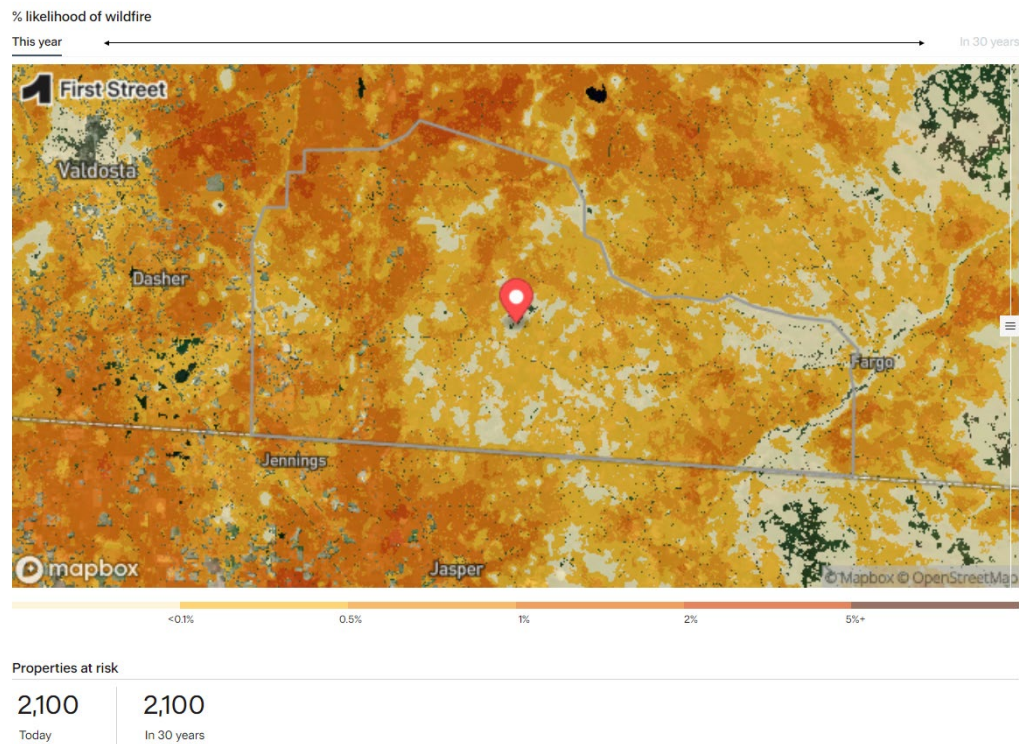 % likelihood of wildfire
This year
In 30 years
First Street
Valdosta
Dasher
Fargo
Jennings
Jasper
mapbox
© Mapbox © OpenStreetMap
<0.1%
0.5%
1%
2%
5%+
Properties at risk
2,100
2,100
Today
In 30 years